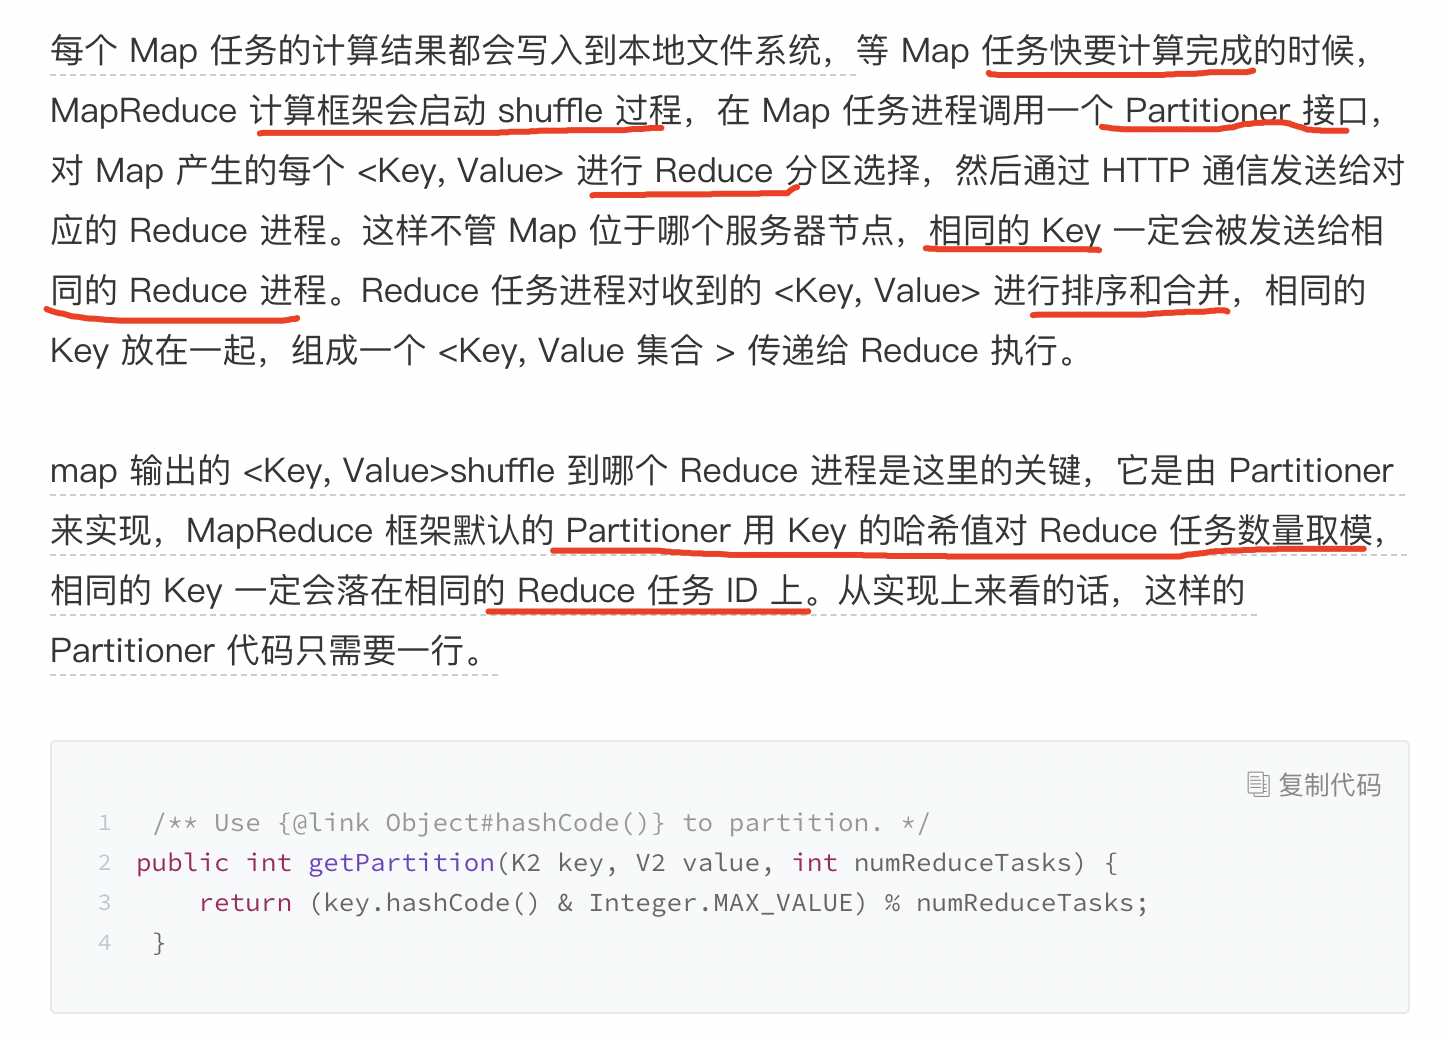 每个 Map 任务的计算结果都会写入到本地文件系统，等 Map 任务快要计算完成的时候，
MapReduce 计算框架会启动 shuffle 过程，在 Map 任务进程调用一个 Partitioner 接口，
对 Map 产生的每个 <Key, Value> 进行 Reduce 分区选择，然后通过 HTTP 通信发送给对
应的 Reduce 进程。这样不管 Map 位于哪个服务器节点，相同的 Key 一定会被发送给相
同的 Reduce 进程。Reduce 任务进程对收到的 <Key, Value> 进行排序和合并，相同的
Key 放在一起，组成一个 <Key, Value 集合 > 传递给 Reduce 执行。
map 输出的 <Key, Value>shuffle 到哪个 Reduce 进程是这里的关键，它是由 Partitioner
来实现，MapReduce 框架默认的 Partitioner 用 Key 的哈希值对 Reduce 任务数量取模，
相同的 Key 一定会落在相同的 Reduce 任务 ID 上。从实现上来看的话，这样的
Partitioner 代码只需要一行。
复制代码
1 /** Use {@link Object#hashCode()} to partition. */
2 public int getPartition(K2 key, V2 value, int numReduceTasks) {
3 return (key.hashCode() & Integer.MAX_VALUE) % numReduceTasks;
4 }